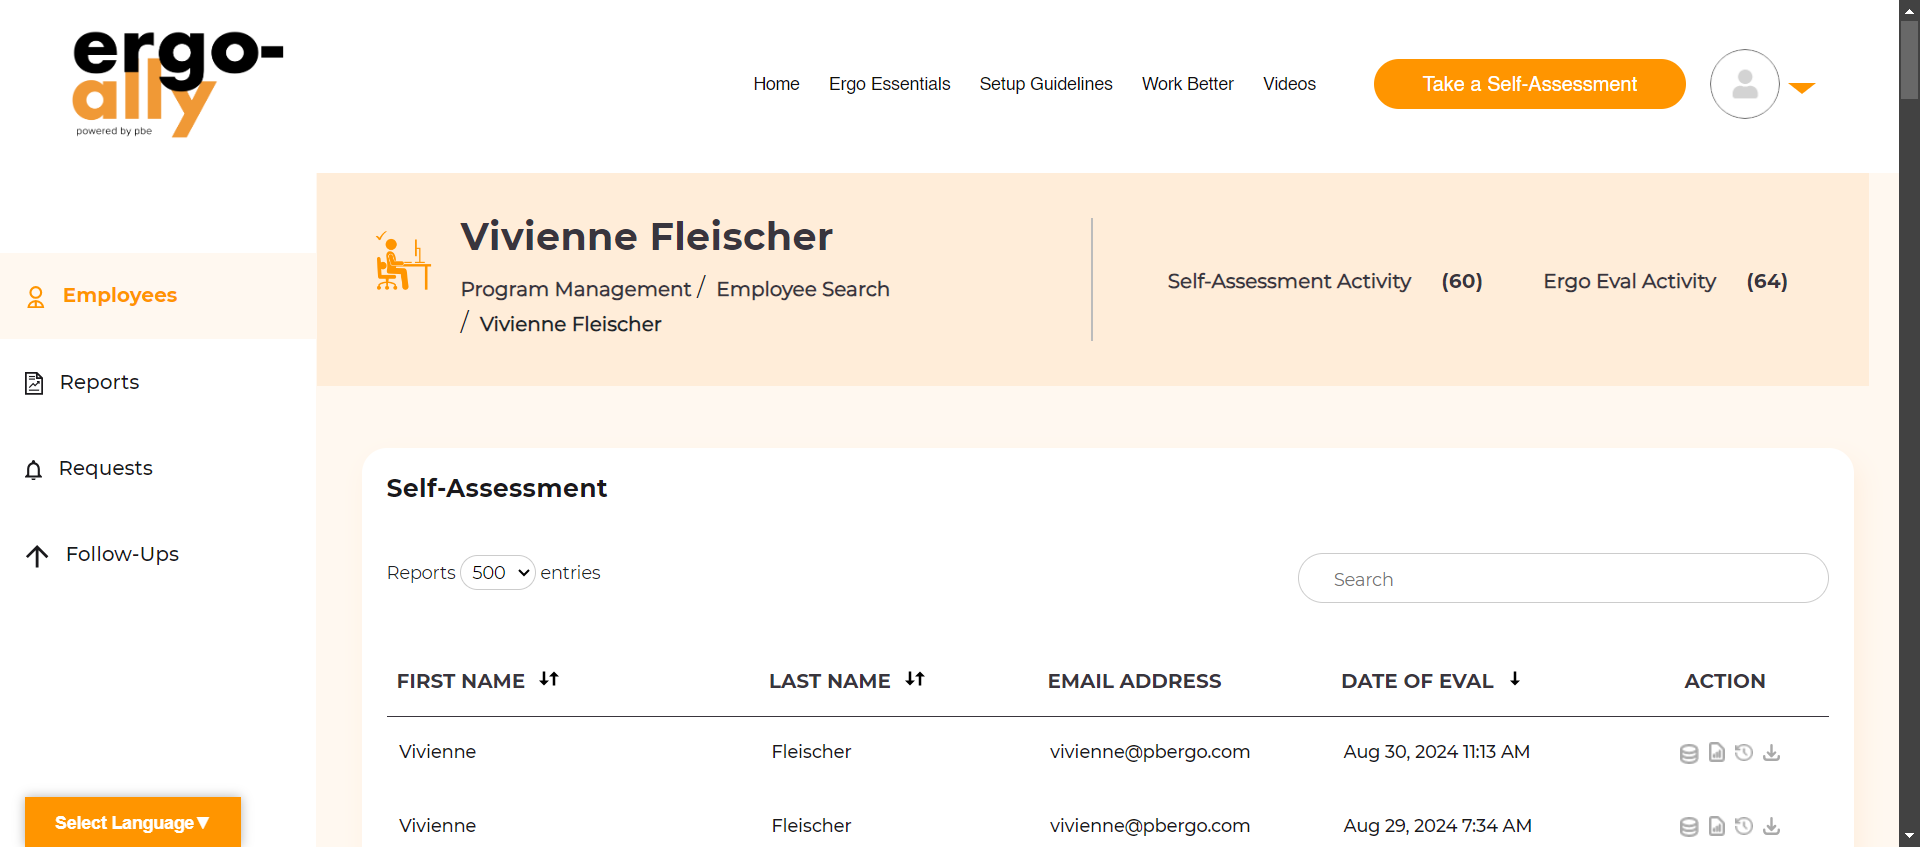 ergo-
ally
powered by pbe
Home Ergo Essentials Setup Guidelines Work Better Videos Take a Self-Assessment
Employees
Reports
Requests
Follow-Ups
Select Language▼
Vivienne Fleischer
Program Management / Employee Search
/ Vivienne Fleischer
Self-Assessment Activity (60) Ergo Eval Activity (64)
Self-Assessment
Reports 500 entries
Search
FIRST NAME LAST NAME EMAIL ADDRESS DATE OF EVAL ACTION
Vivienne Fleischer vivienne@pbergo.com Aug 30, 2024 11:13 AM
Vivienne Fleischer vivienne@pbergo.com Aug 29, 2024 7:34 AM